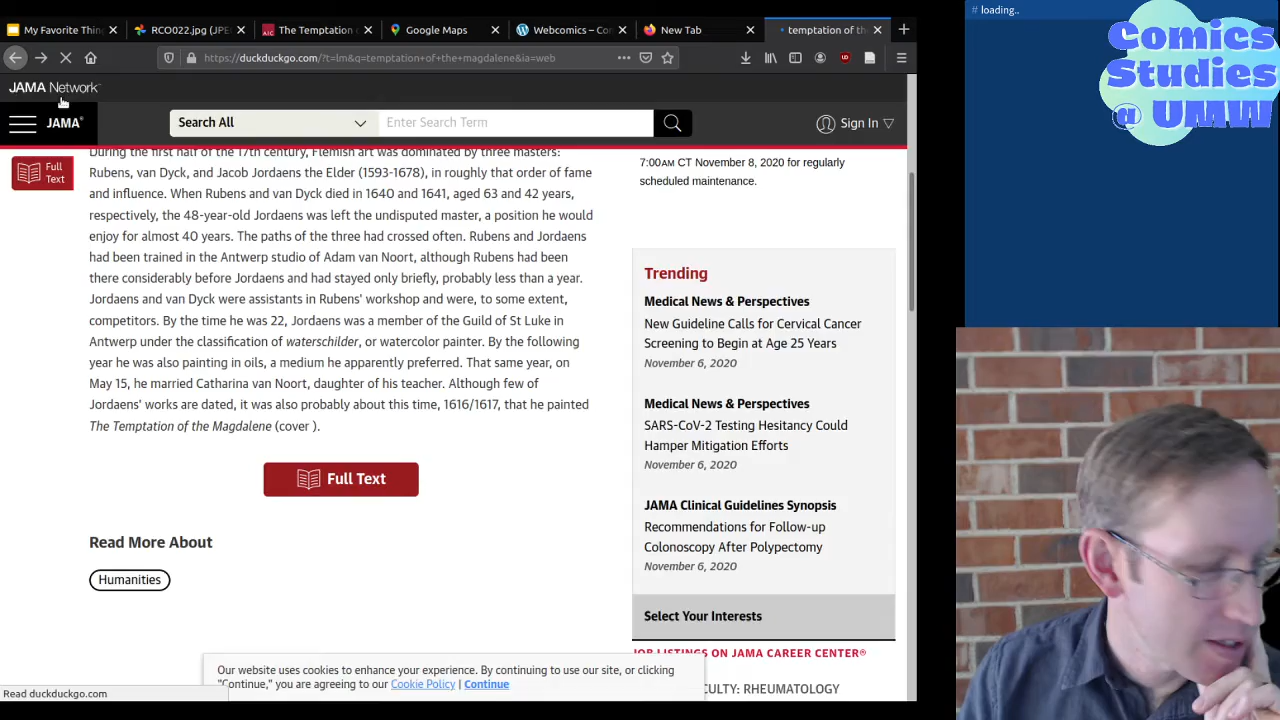 My Favorite Thin
RCO022.jpg (JPE
The Temptation o
Google Maps
Webcomics – Con
New Tab
temptation of th
https://duckduckgo.com/?t=lm&q=temptation+of+the+magdalene&ia=web
JAMA Network
JAMA
Search All
Enter Search Term
Sign In
Full
Text
During the first half of the 17th century, Flemish art was dominated by three masters:
Rubens, van Dyck, and Jacob Jordaens the Elder (1593-1678), in roughly that order of fame
and influence. When Rubens and van Dyck died in 1640 and 1641, aged 63 and 42 years,
respectively, the 48-year-old Jordaens was left the undisputed master, a position he would
enjoy for almost 40 years. The paths of the three had crossed often. Rubens and Jordaens
had been trained in the Antwerp studio of Adam van Noort, although Rubens had been
there considerably before Jordaens and had stayed only briefly, probably less than a year.
Jordaens and van Dyck were assistants in Rubens' workshop and were, to some extent,
competitors. By the time he was 22, Jordaens was a member of the Guild of St Luke in
Antwerp under the classification of waterschilder, or watercolor painter. By the following
year he was also painting in oils, a medium he apparently preferred. That same year, on
May 15, he married Catharina van Noort, daughter of his teacher. Although few of
Jordaens' works are dated, it was also probably about this time, 1616/1617, that he painted
The Temptation of the Magdalene (cover ).
Full Text
Read More About
Humanities
7:00AM CT November 8, 2020 for regularly
scheduled maintenance.
Trending
Medical News & Perspectives
New Guideline Calls for Cervical Cancer
Screening to Begin at Age 25 Years
November 6, 2020
Medical News & Perspectives
SARS-CoV-2 Testing Hesitancy Could
Hamper Mitigation Efforts
November 6, 2020
JAMA Clinical Guidelines Synopsis
Recommendations for Follow-up
Colonoscopy After Polypectomy
November 6, 2020
Select Your Interests
JOB LISTINGS ON JAMA CAREER CENTER®
CULTY: RHEUMATOLOGY
Our website uses cookies to enhance your experience. By continuing to use our site, or clicking
"Continue," you are agreeing to our Cookie Policy | Continue
Read duckduckgo.com
# loading..
Comics
Studies
@ UMW